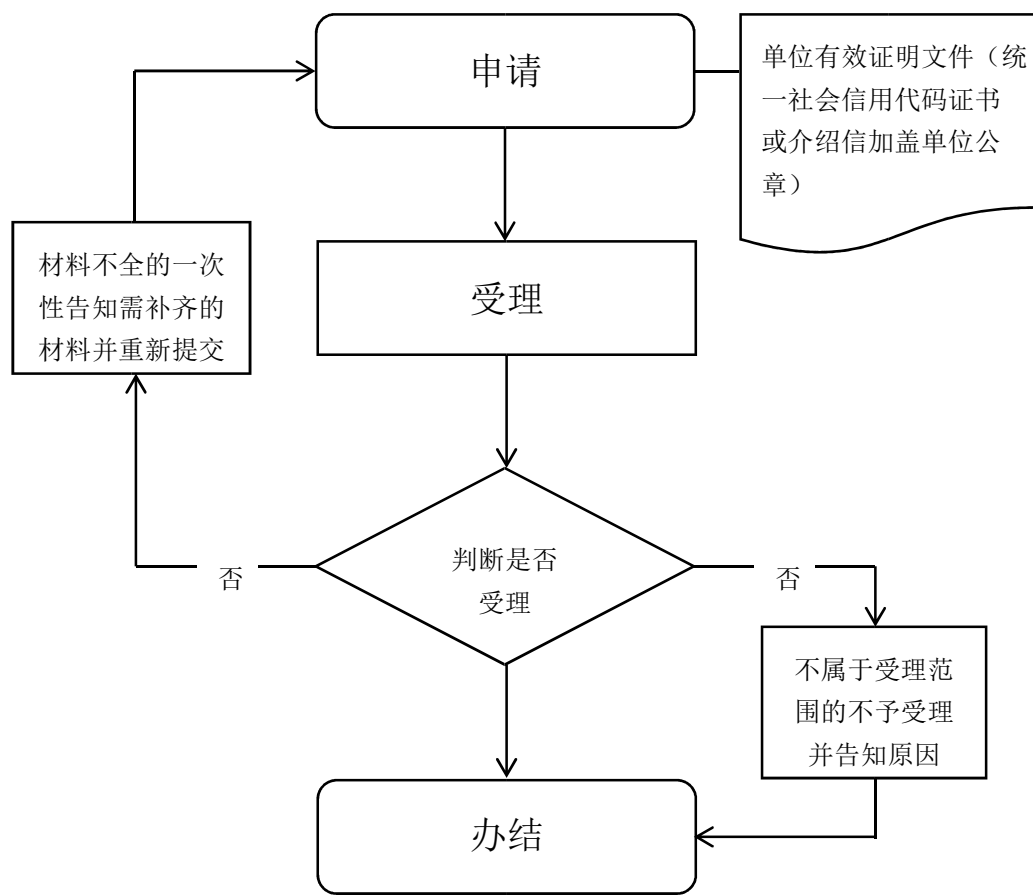 申请
单位有效证明文件（统
一社会信用代码证书
或介绍信加盖单位公
章）
材料不全的一次
性告知需补齐的
材料并重新提交
受理
判断是否
受理
否
否
不属于受理范
围的不予受理
并告知原因
办结